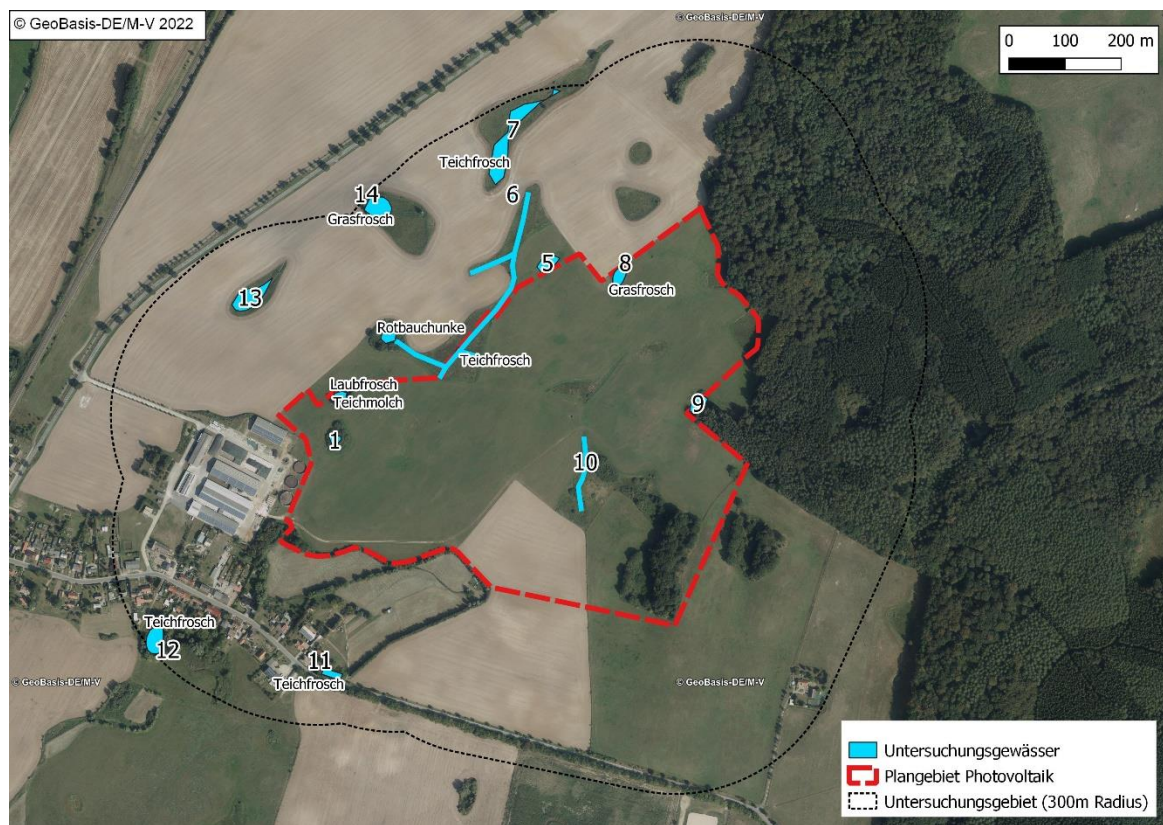 © GeoBasis-DE/M-V 2022
© GeoBasis-DE/M-V
0 100 200 m
7
Teichfrosch
6
14
Grasfrosch
5
8
Grasfrosch
13
Rotbauchunke
Teichfrosch
Laubfrosch
Teichmolch
9
1
10
Teichfrosch
12
11
Teichfrosch
© GeoBasis-DE/M-V
© GeoBasis-DE/M-V
Untersuchungsgewässer
Plangebiet Photovoltaik
Untersuchungsgebiet (300m Radius)